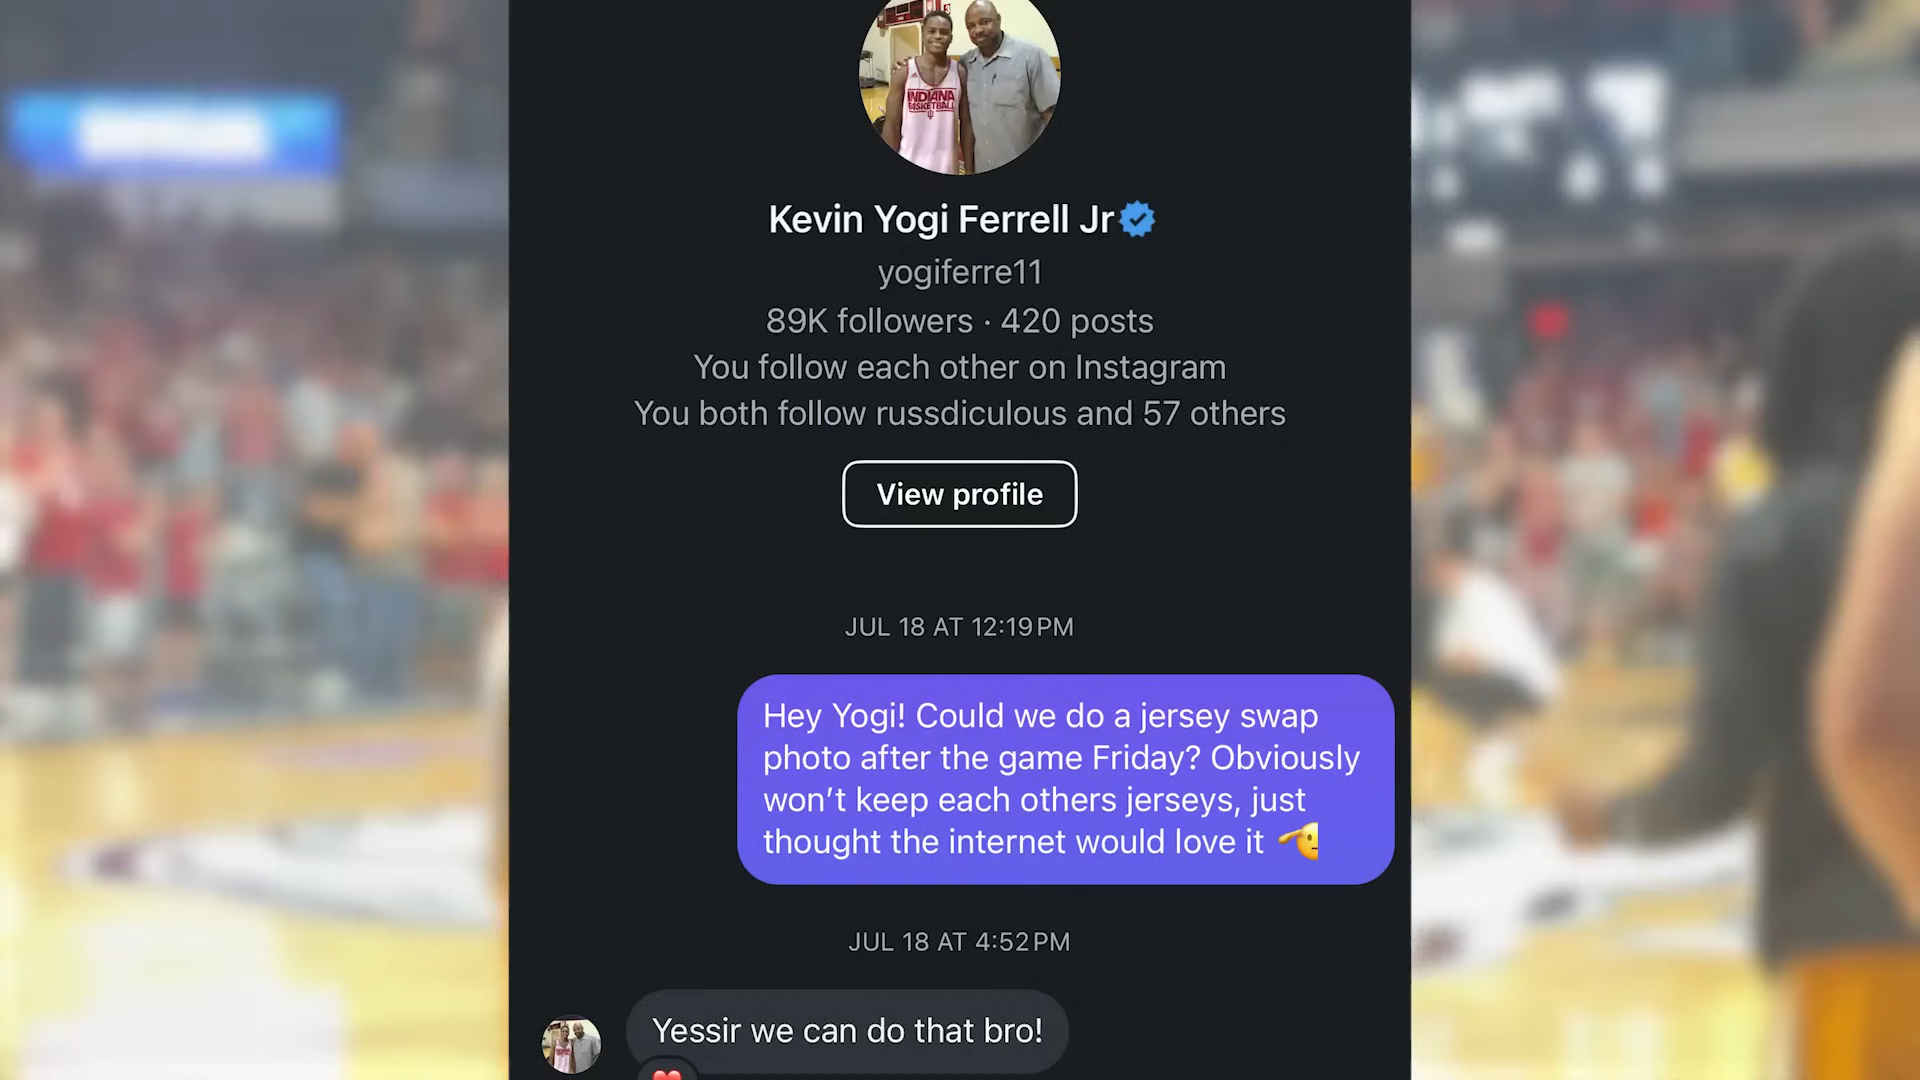 INDIANA
BASKETBALL
Kevin Yogi Ferrell Jr
yogiferre11
89K followers · 420 posts
You follow each other on Instagram
You both follow russdiculous and 57 others
View profile
JUL 18 AT 12:19 PM
Hey Yogi! Could we do a jersey swap
photo after the game Friday? Obviously
won’t keep each others jerseys, just
thought the internet would love it 🫡
JUL 18 AT 4:52 PM
Yessir we can do that bro!